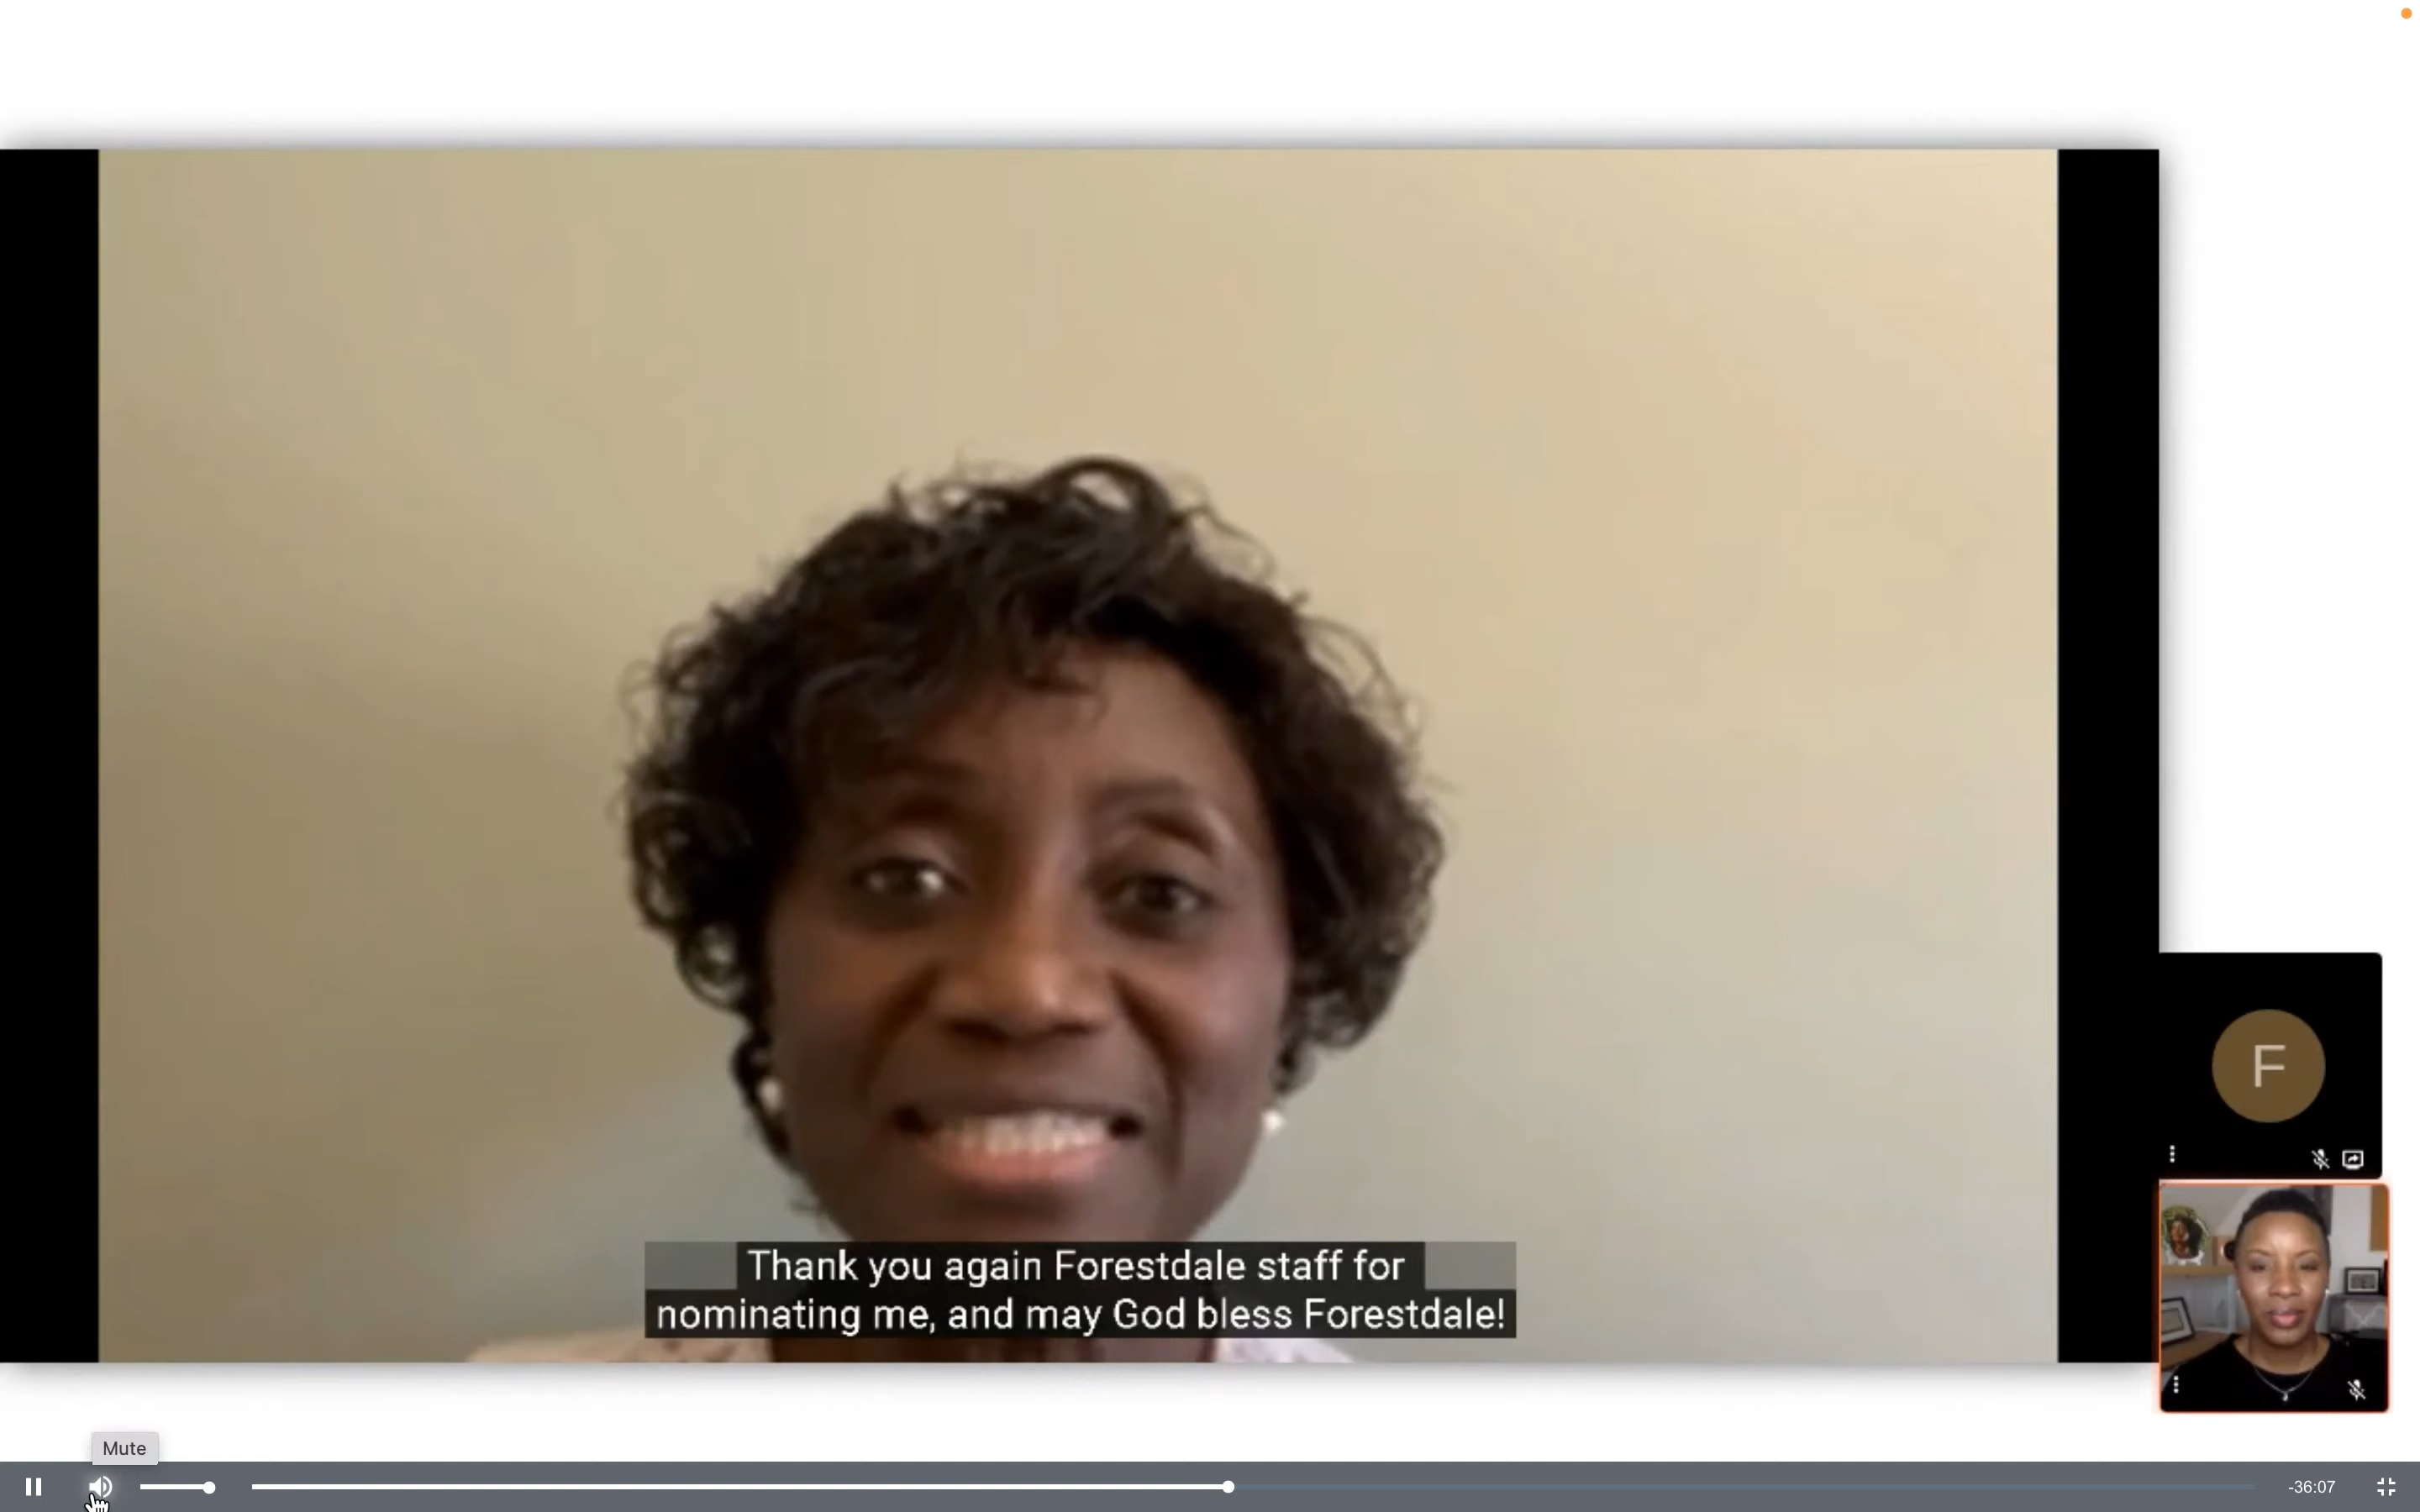 F
Thank you again Forestdale staff for
nominating me, and may God bless Forestdale!
Mute
-36:07